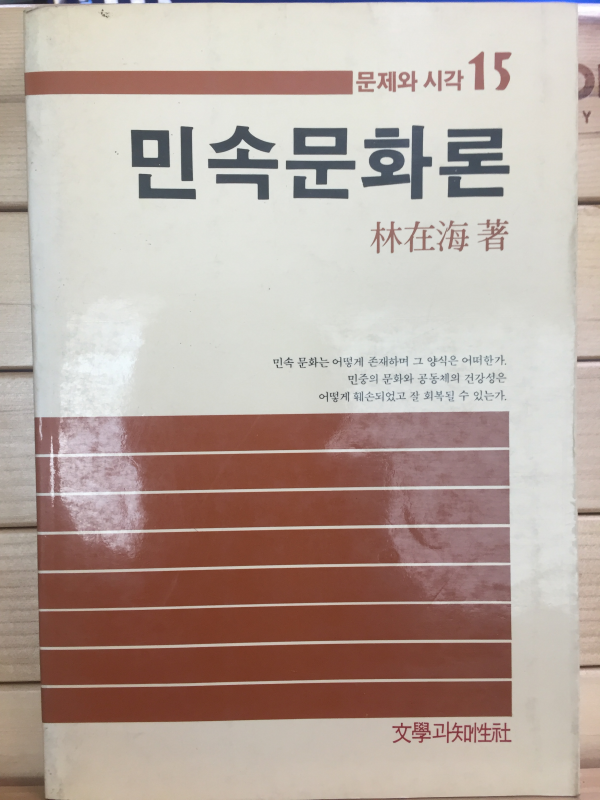 문제와 시각 15
민속문화론
林在海 著
민속 문화는 어떻게 존재하며 그 양식은 어떠한가.
민중의 문화와 공동체의 건강성은
어떻게 훼손되었고 잘 회복될 수 있는가.
文學과知性社